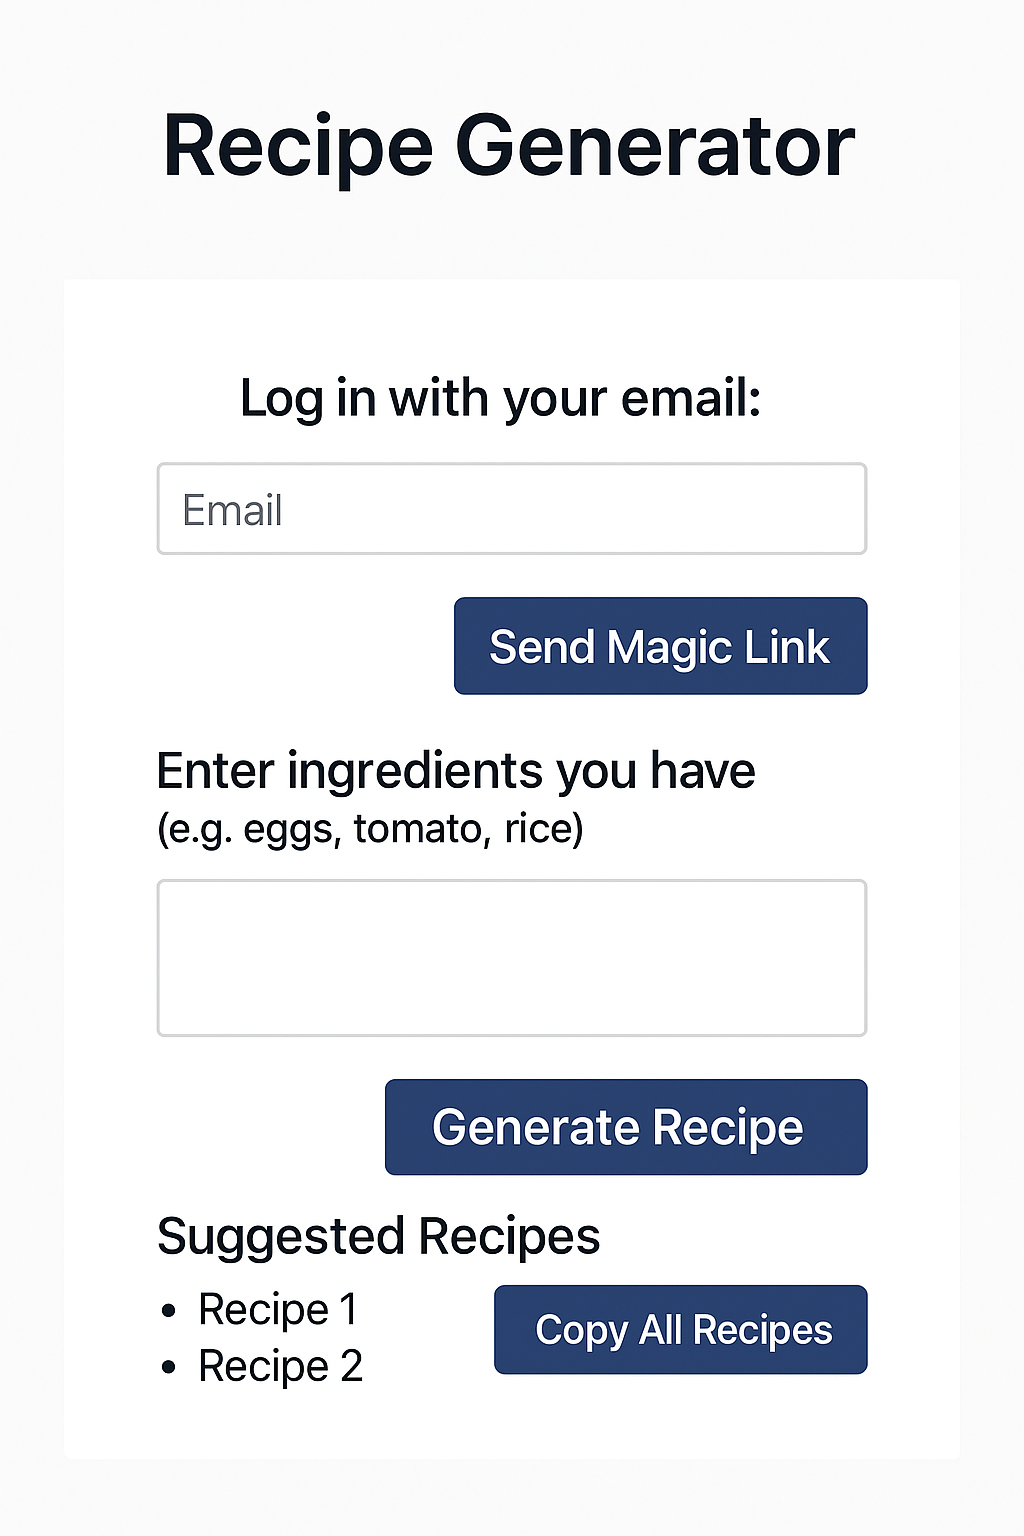 Recipe Generator
Log in with your email:
Email
Send Magic Link
Enter ingredients you have
(e.g. eggs, tomato, rice)
Generate Recipe
Suggested Recipes
• Recipe 1
• Recipe 2
Copy All Recipes